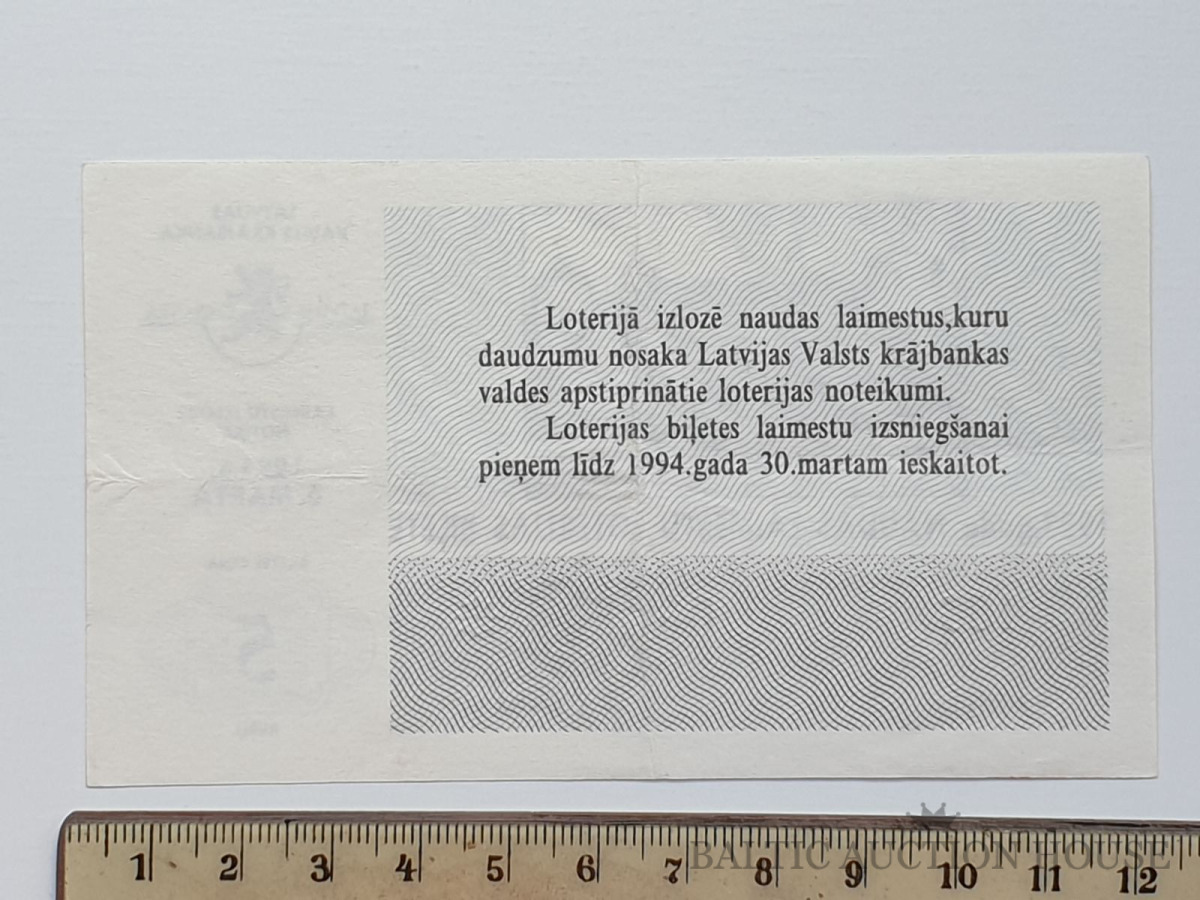 Loterijā izlozē naudas laimestus,kuru
daudzumu nosaka Latvijas Valsts krājbankas
valdes apstiprinātie loterijas noteikumi.
Loterijas biļetes laimestu izsniegšanai
pieņem līdz 1994.gada 30.martam ieskaitot.
1 2 3 4 5 6 7 8 9 10 11 12
BALTIC AUCTION HOUSE